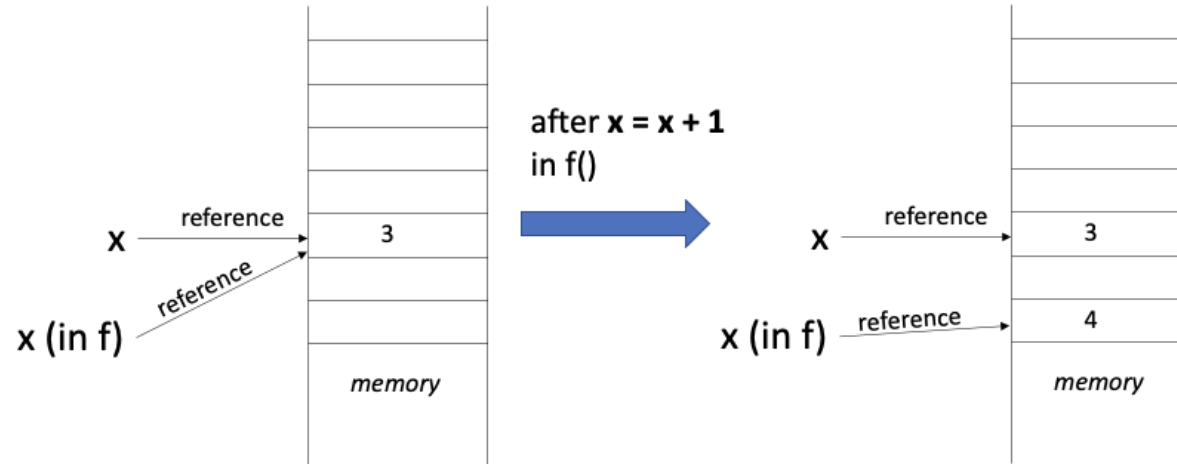 after x = x + 1
in f()
reference
x
3
reference
x (in f)
memory
reference
x
3
reference
x (in f)
4
memory